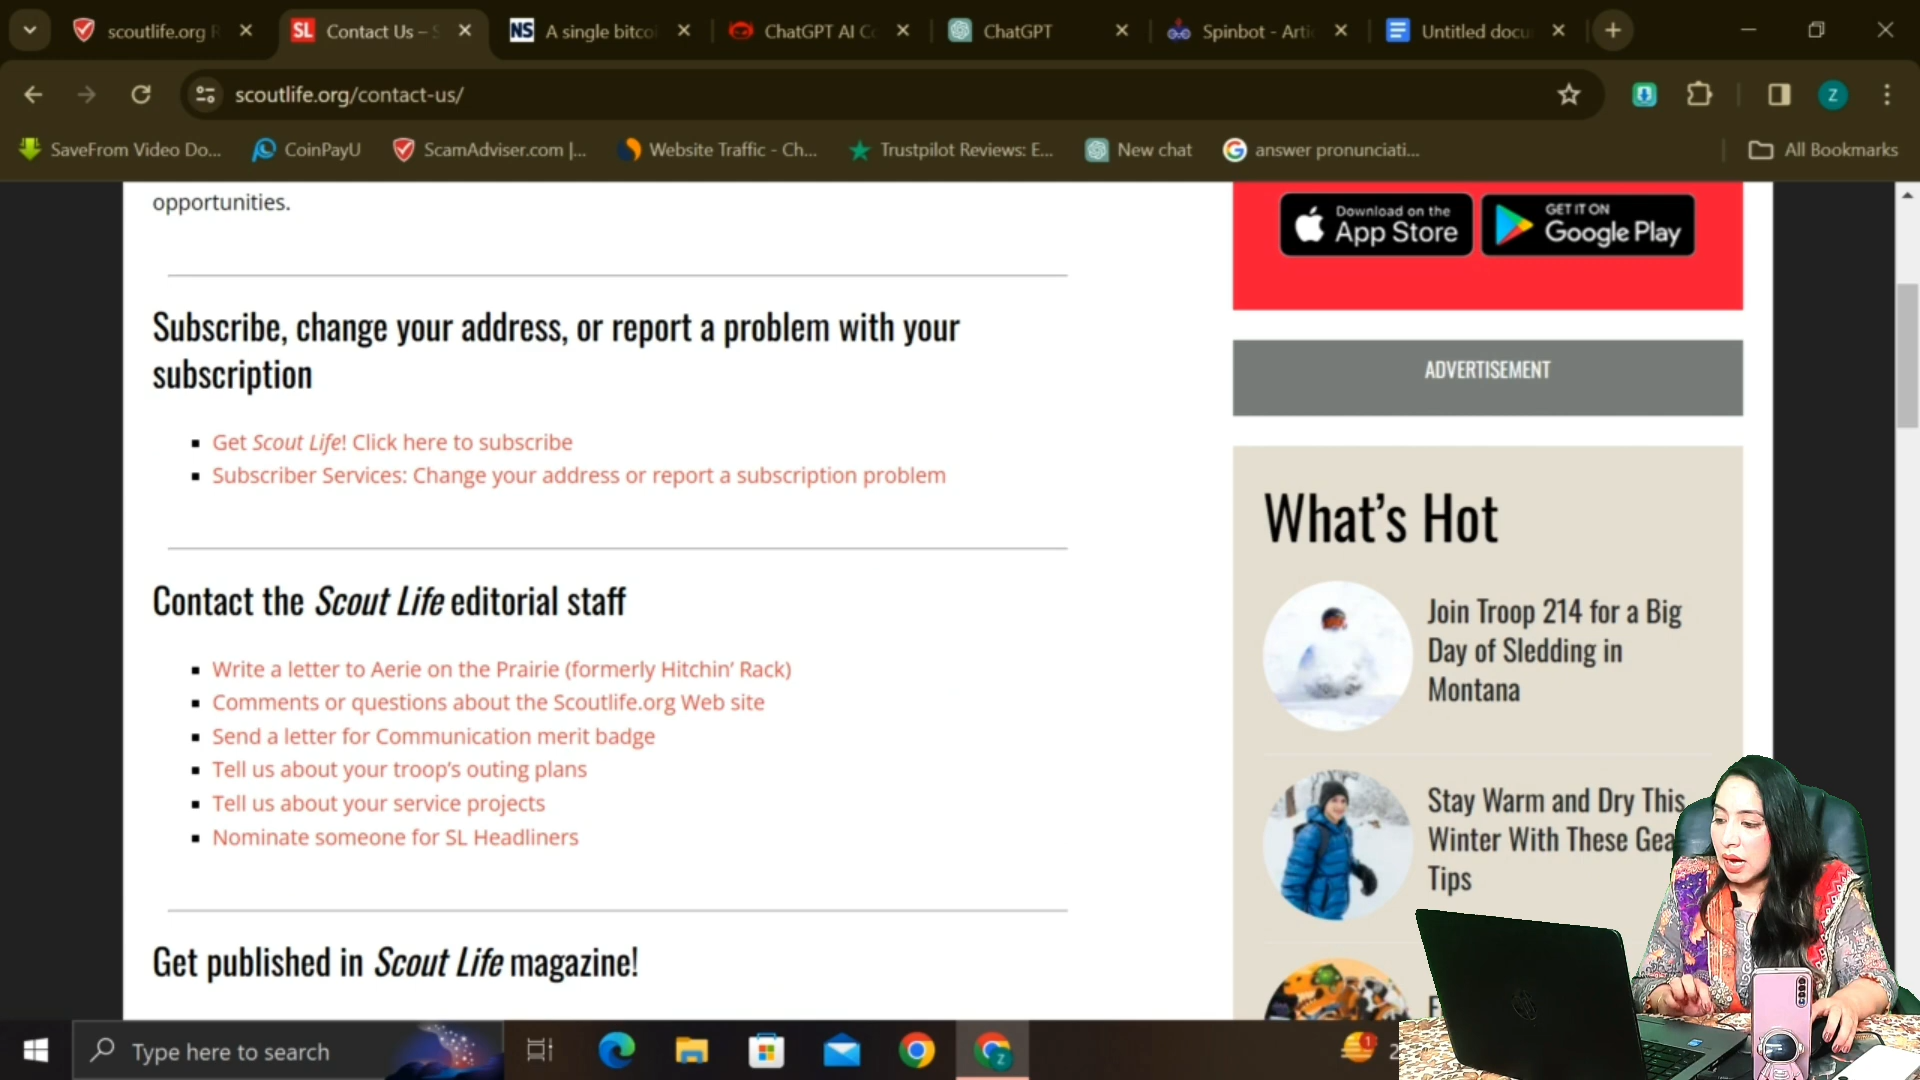 scoutlife.org R
SL Contact Us – S
NS A single bitco
ChatGPT AI Co
ChatGPT
Spinbot - Arti
Untitled docu
scoutlife.org/contact-us/
Z
SaveFrom Video Do...
CoinPayU
ScamAdviser.com |...
Website Traffic - Ch...
Trustpilot Reviews: E...
New chat
answer pronunciati...
All Bookmarks
opportunities.
Subscribe, change your address, or report a problem with your
subscription
Get Scout Life! Click here to subscribe
Subscriber Services: Change your address or report a subscription problem
Contact the Scout Life editorial staff
Write a letter to Aerie on the Prairie (formerly Hitchin’ Rack)
Comments or questions about the Scoutlife.org Web site
Send a letter for Communication merit badge
Tell us about your troop’s outing plans
Tell us about your service projects
Nominate someone for SL Headliners
Get published in Scout Life magazine!
Download on the
App Store
GET IT ON
Google Play
ADVERTISEMENT
What’s Hot
Join Troop 214 for a Big
Day of Sledding in
Montana
Stay Warm and Dry This
Winter With These Gea
Tips
Type here to search
Z
1
2